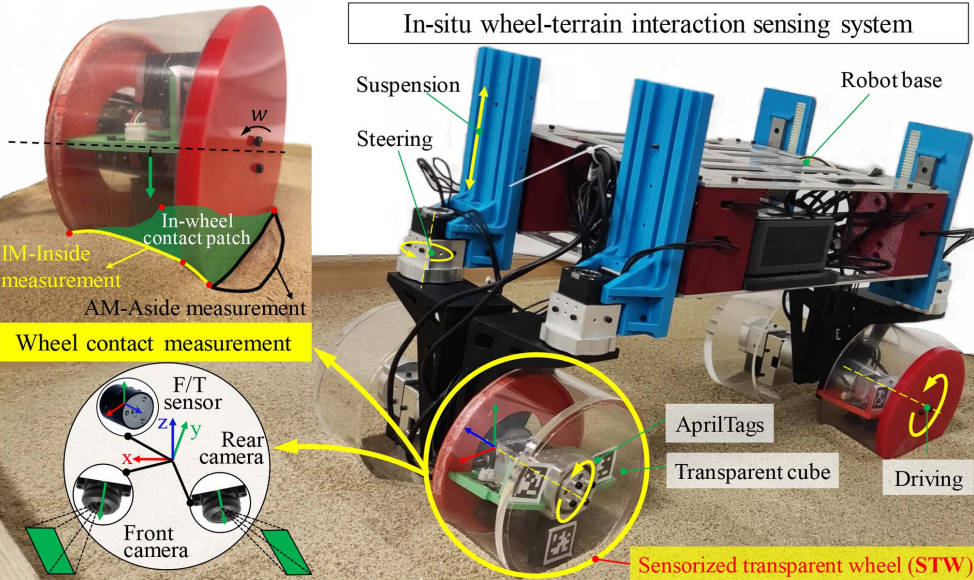 In-situ wheel-terrain interaction sensing system
Suspension
Robot base
Steering
w
In-wheel
contact patch
IM-Inside
measurement
AM-Aside measurement
Wheel contact measurement
F/T
sensor
z
y
x
Rear
camera
Front
camera
AprilTags
Transparent cube
Driving
Sensorized transparent wheel (STW)